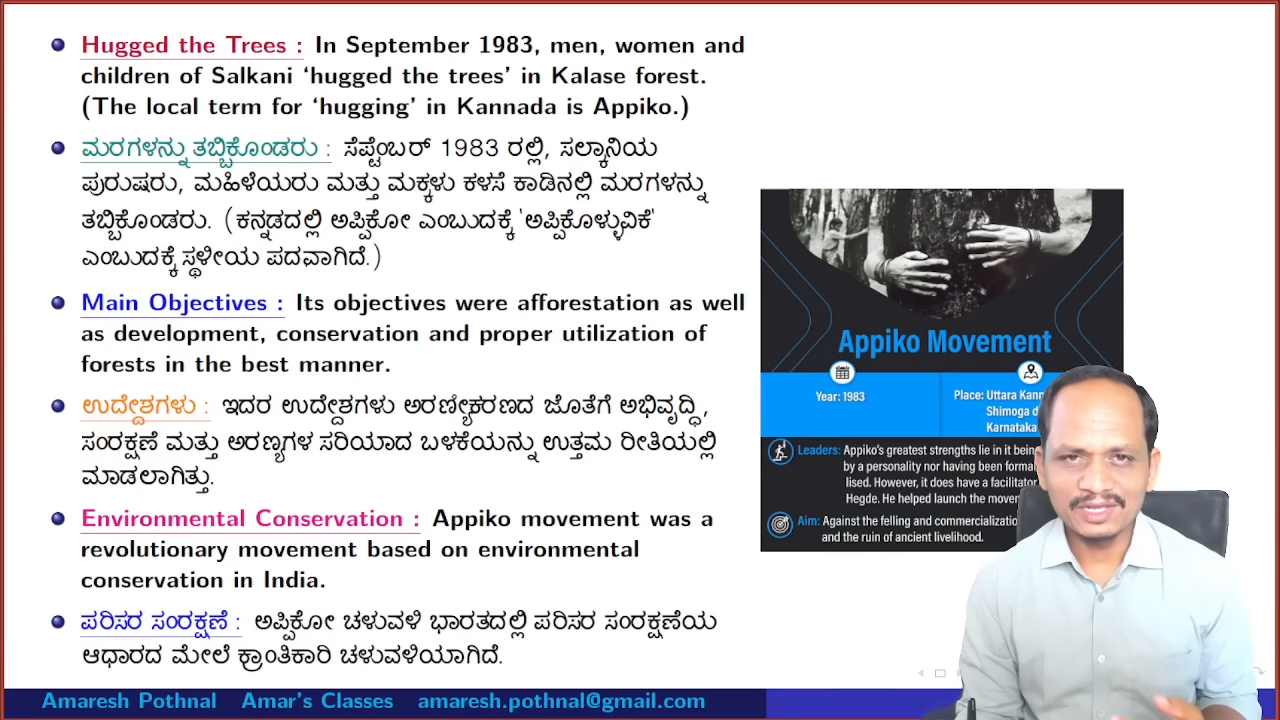 Hugged the Trees : In September 1983, men, women and
children of Salkani ‘hugged the trees’ in Kalase forest.
(The local term for ‘hugging’ in Kannada is Appiko.)
ಮರಗಳನ್ನು ತಬ್ಬಿಕೊಂಡರು : ಸೆಪ್ಟೆಂಬರ್ 1983 ರಲ್ಲಿ, ಸಲ್ಕಾನಿಯ
ಪುರುಷರು, ಮಹಿಳೆಯರು ಮತ್ತು ಮಕ್ಕಳು ಕಳಸೆ ಕಾಡಿನಲ್ಲಿ ಮರಗಳನ್ನು
ತಬ್ಬಿಕೊಂಡರು. (ಕನ್ನಡದಲ್ಲಿ ಅಪ್ಪಿಕೋ ಎಂಬುದಕ್ಕೆ 'ಅಪ್ಪಿಕೊಳ್ಳುವಿಕೆ'
ಎಂಬುದಕ್ಕೆ ಸ್ಥಳೀಯ ಪದವಾಗಿದೆ.)
Main Objectives : Its objectives were afforestation as well
as development, conservation and proper utilization of
forests in the best manner.
ಉದ್ದೇಶಗಳು : ಇದರ ಉದ್ದೇಶಗಳು ಅರಣ್ಯೀಕರಣದ ಜೊತೆಗೆ ಅಭಿವೃದ್ಧಿ,
ಸಂರಕ್ಷಣೆ ಮತ್ತು ಅರಣ್ಯಗಳ ಸರಿಯಾದ ಬಳಕೆಯನ್ನು ಉತ್ತಮ ರೀತಿಯಲ್ಲಿ
ಮಾಡಲಾಗಿತ್ತು.
Environmental Conservation : Appiko movement was a
revolutionary movement based on environmental
conservation in India.
ಪರಿಸರ ಸಂರಕ್ಷಣೆ : ಅಪ್ಪಿಕೋ ಚಳುವಳಿ ಭಾರತದಲ್ಲಿ ಪರಿಸರ ಸಂರಕ್ಷಣೆಯ
ಆಧಾರದ ಮೇಲೆ ಕ್ರಾಂತಿಕಾರಿ ಚಳುವಳಿಯಾಗಿದೆ.
Appiko Movement
Year: 1983
Place: Uttara Kann
Shimoga d
Karnataka
Leaders: Appiko's greatest strengths lie in it being
by a personality nor having been formal
lised. However, it does have a facilitator
Hegde. He helped launch the movem
Aim: Against the felling and commercializatio
and the ruin of ancient livelihood.
Amaresh Pothnal Amar's Classes amaresh.pothnal@gmail.com